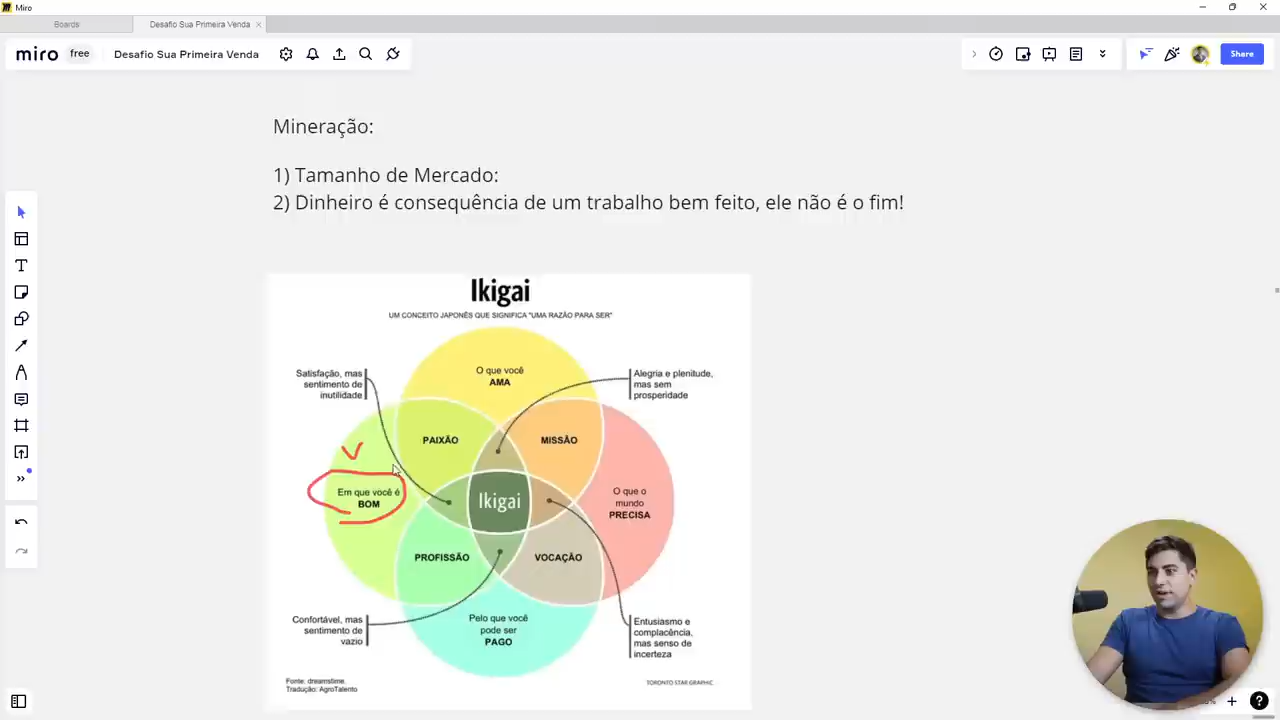 Miro
Boards
Desafio Sua Primeira Venda
miro
free
Desafio Sua Primeira Venda
Share
Mineração:
1) Tamanho de Mercado:
2) Dinheiro é consequência de um trabalho bem feito, ele não é o fim!
Ikigai
UM CONCEITO JAPONÊS QUE SIGNIFICA "UMA RAZÃO PARA SER"
Satisfação, mas
sentimento de
inutilidade
O que você
AMA
Alegria e plenitude,
mas sem
prosperidade
PAIXÃO
MISSÃO
Em que você é
BOM
Ikigai
O que o
mundo
PRECISA
PROFISSÃO
VOCAÇÃO
Confortável, mas
sentimento de
vazio
Pelo que você
pode ser
PAGO
Entusiasmo e
complacência,
mas senso de
incerteza
Fonte: dreamstime.
Tradução: AgroTalento
TORONTO STAR GRAPHIC